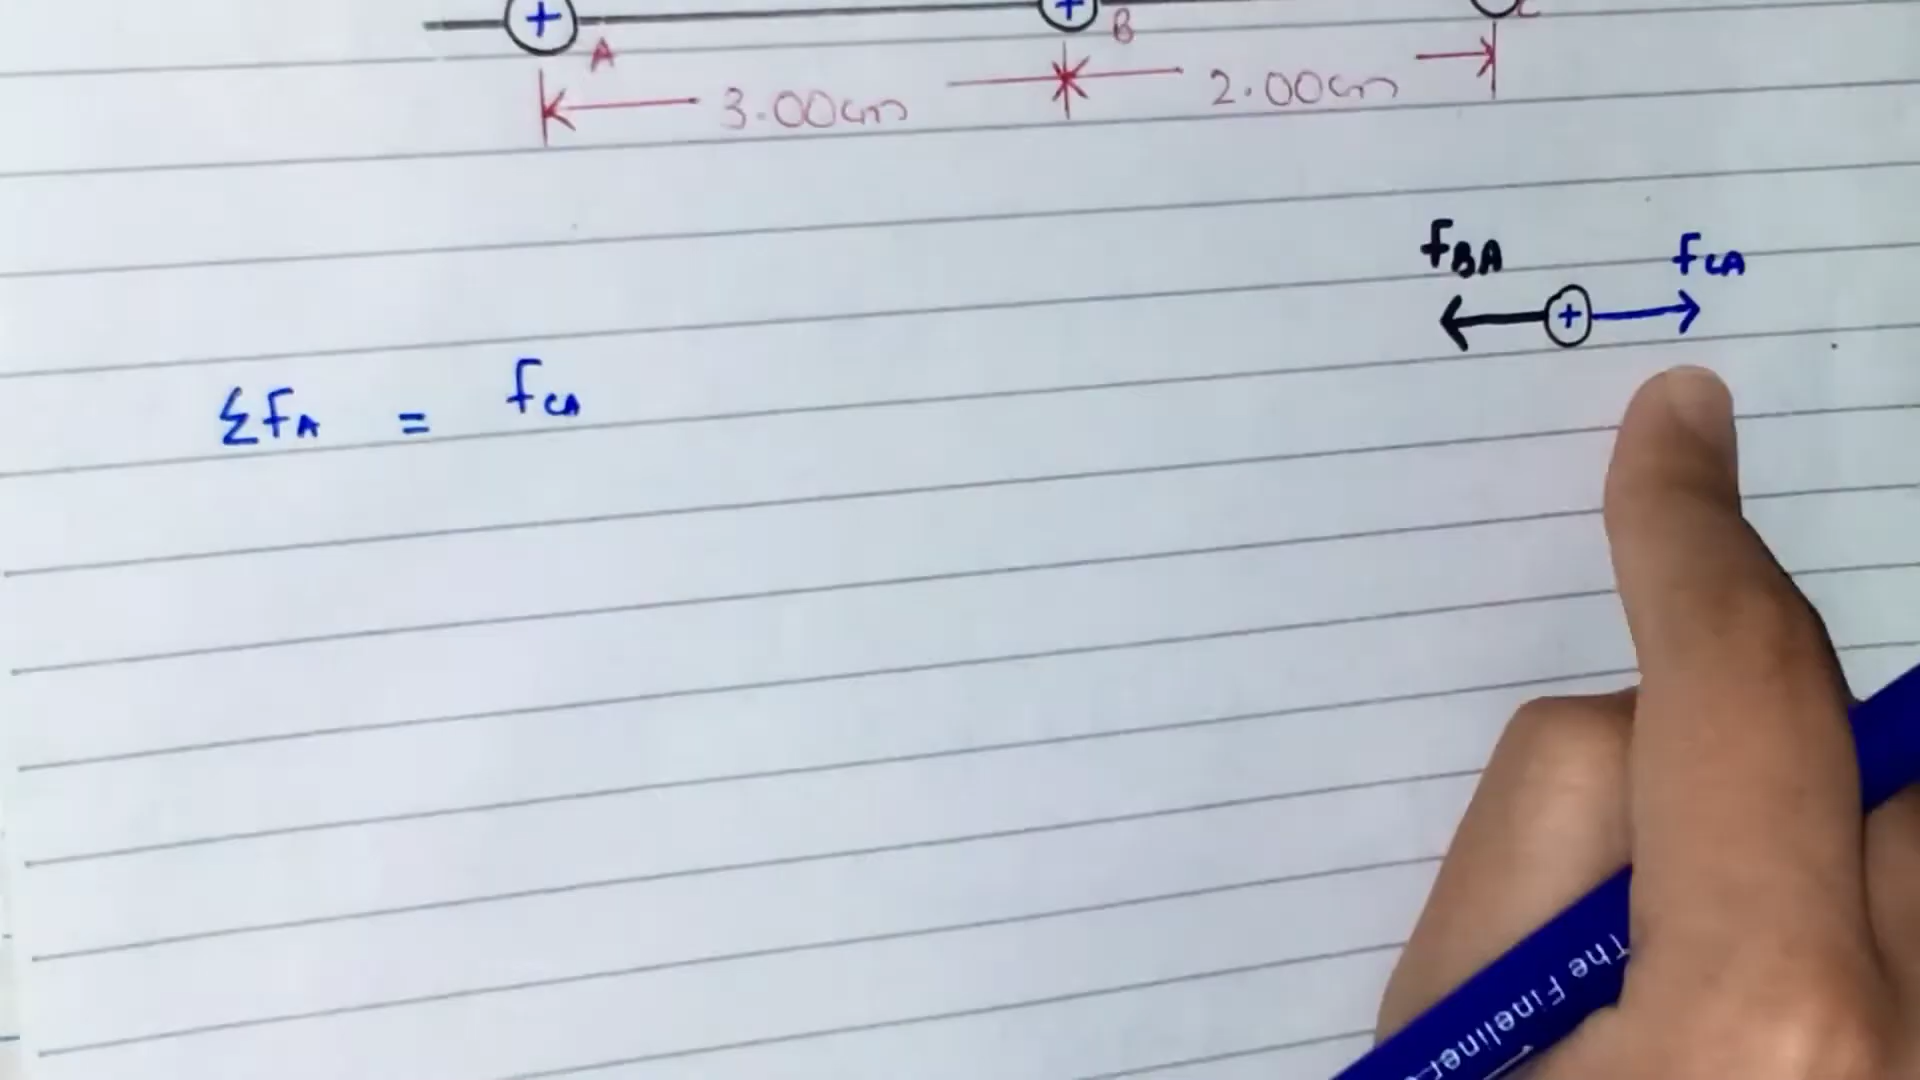 + + 
A B C
3.00cm 2.00cm
fBA fCA
+
ΣFA = fCA
The Fineliner